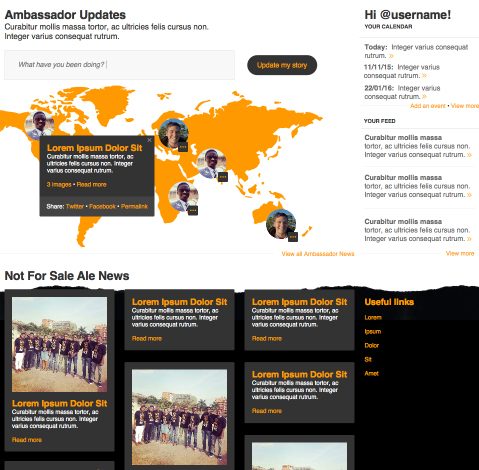 Ambassador Updates
Curabitur mollis massa tortor, ac ultricies felis cursus non.
Integer varius consequat rutrum.
What have you been doing?
Update my story
Lorem Ipsum Dolor Sit
Curabitur mollis massa tortor, ac
ultricies felis cursus non. Integer
varius consequat rutrum.
3 images • Read more
Share: Twitter • Facebook • Permalink
View all Ambassador News
Hi @username!
YOUR CALENDAR
Today: Integer varius consequat
rutrum. »
11/11/15: Integer varius
consequat rutrum. »
22/01/16: Integer varius
consequat rutrum. »
Add an event • View more
YOUR FEED
Curabitur mollis massa
tortor, ac ultricies felis cursus non.
Integer varius consequat rutrum. »
Curabitur mollis massa
tortor, ac ultricies felis cursus non.
Integer varius consequat rutrum. »
Curabitur mollis massa
tortor, ac ultricies felis cursus non.
Integer varius consequat rutrum. »
View more
Not For Sale Ale News
Lorem Ipsum Dolor Sit
Curabitur mollis massa tortor, ac
ultricies felis cursus non. Integer
varius consequat rutrum.
Read more
Lorem Ipsum Dolor Sit
Curabitur mollis massa tortor, ac
ultricies felis cursus non. Integer
varius consequat rutrum.
Read more
Lorem Ipsum Dolor Sit
Curabitur mollis massa tortor, ac
ultricies felis cursus non. Integer
varius consequat rutrum.
Read more
Lorem Ipsum Dolor Sit
Curabitur mollis massa tortor, ac
ultricies felis cursus non. Integer
varius consequat rutrum.
Read more
Useful links
Lorem
Ipsum
Dolor
Sit
Amet